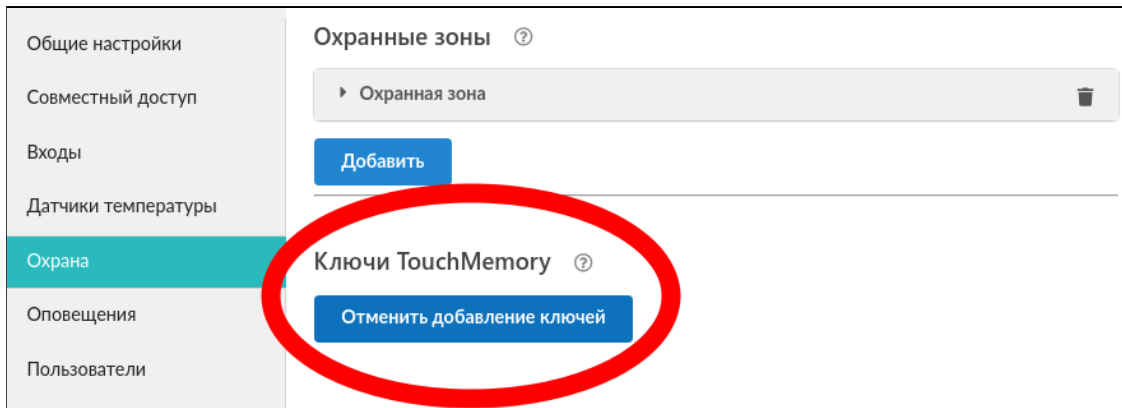 Общие настройки
Совместный доступ
Входы
Датчики температуры
Охрана
Оповещения
Пользователи
Охранные зоны ?
Охранная зона
Добавить
Ключи TouchMemory ?
Отменить добавление ключей